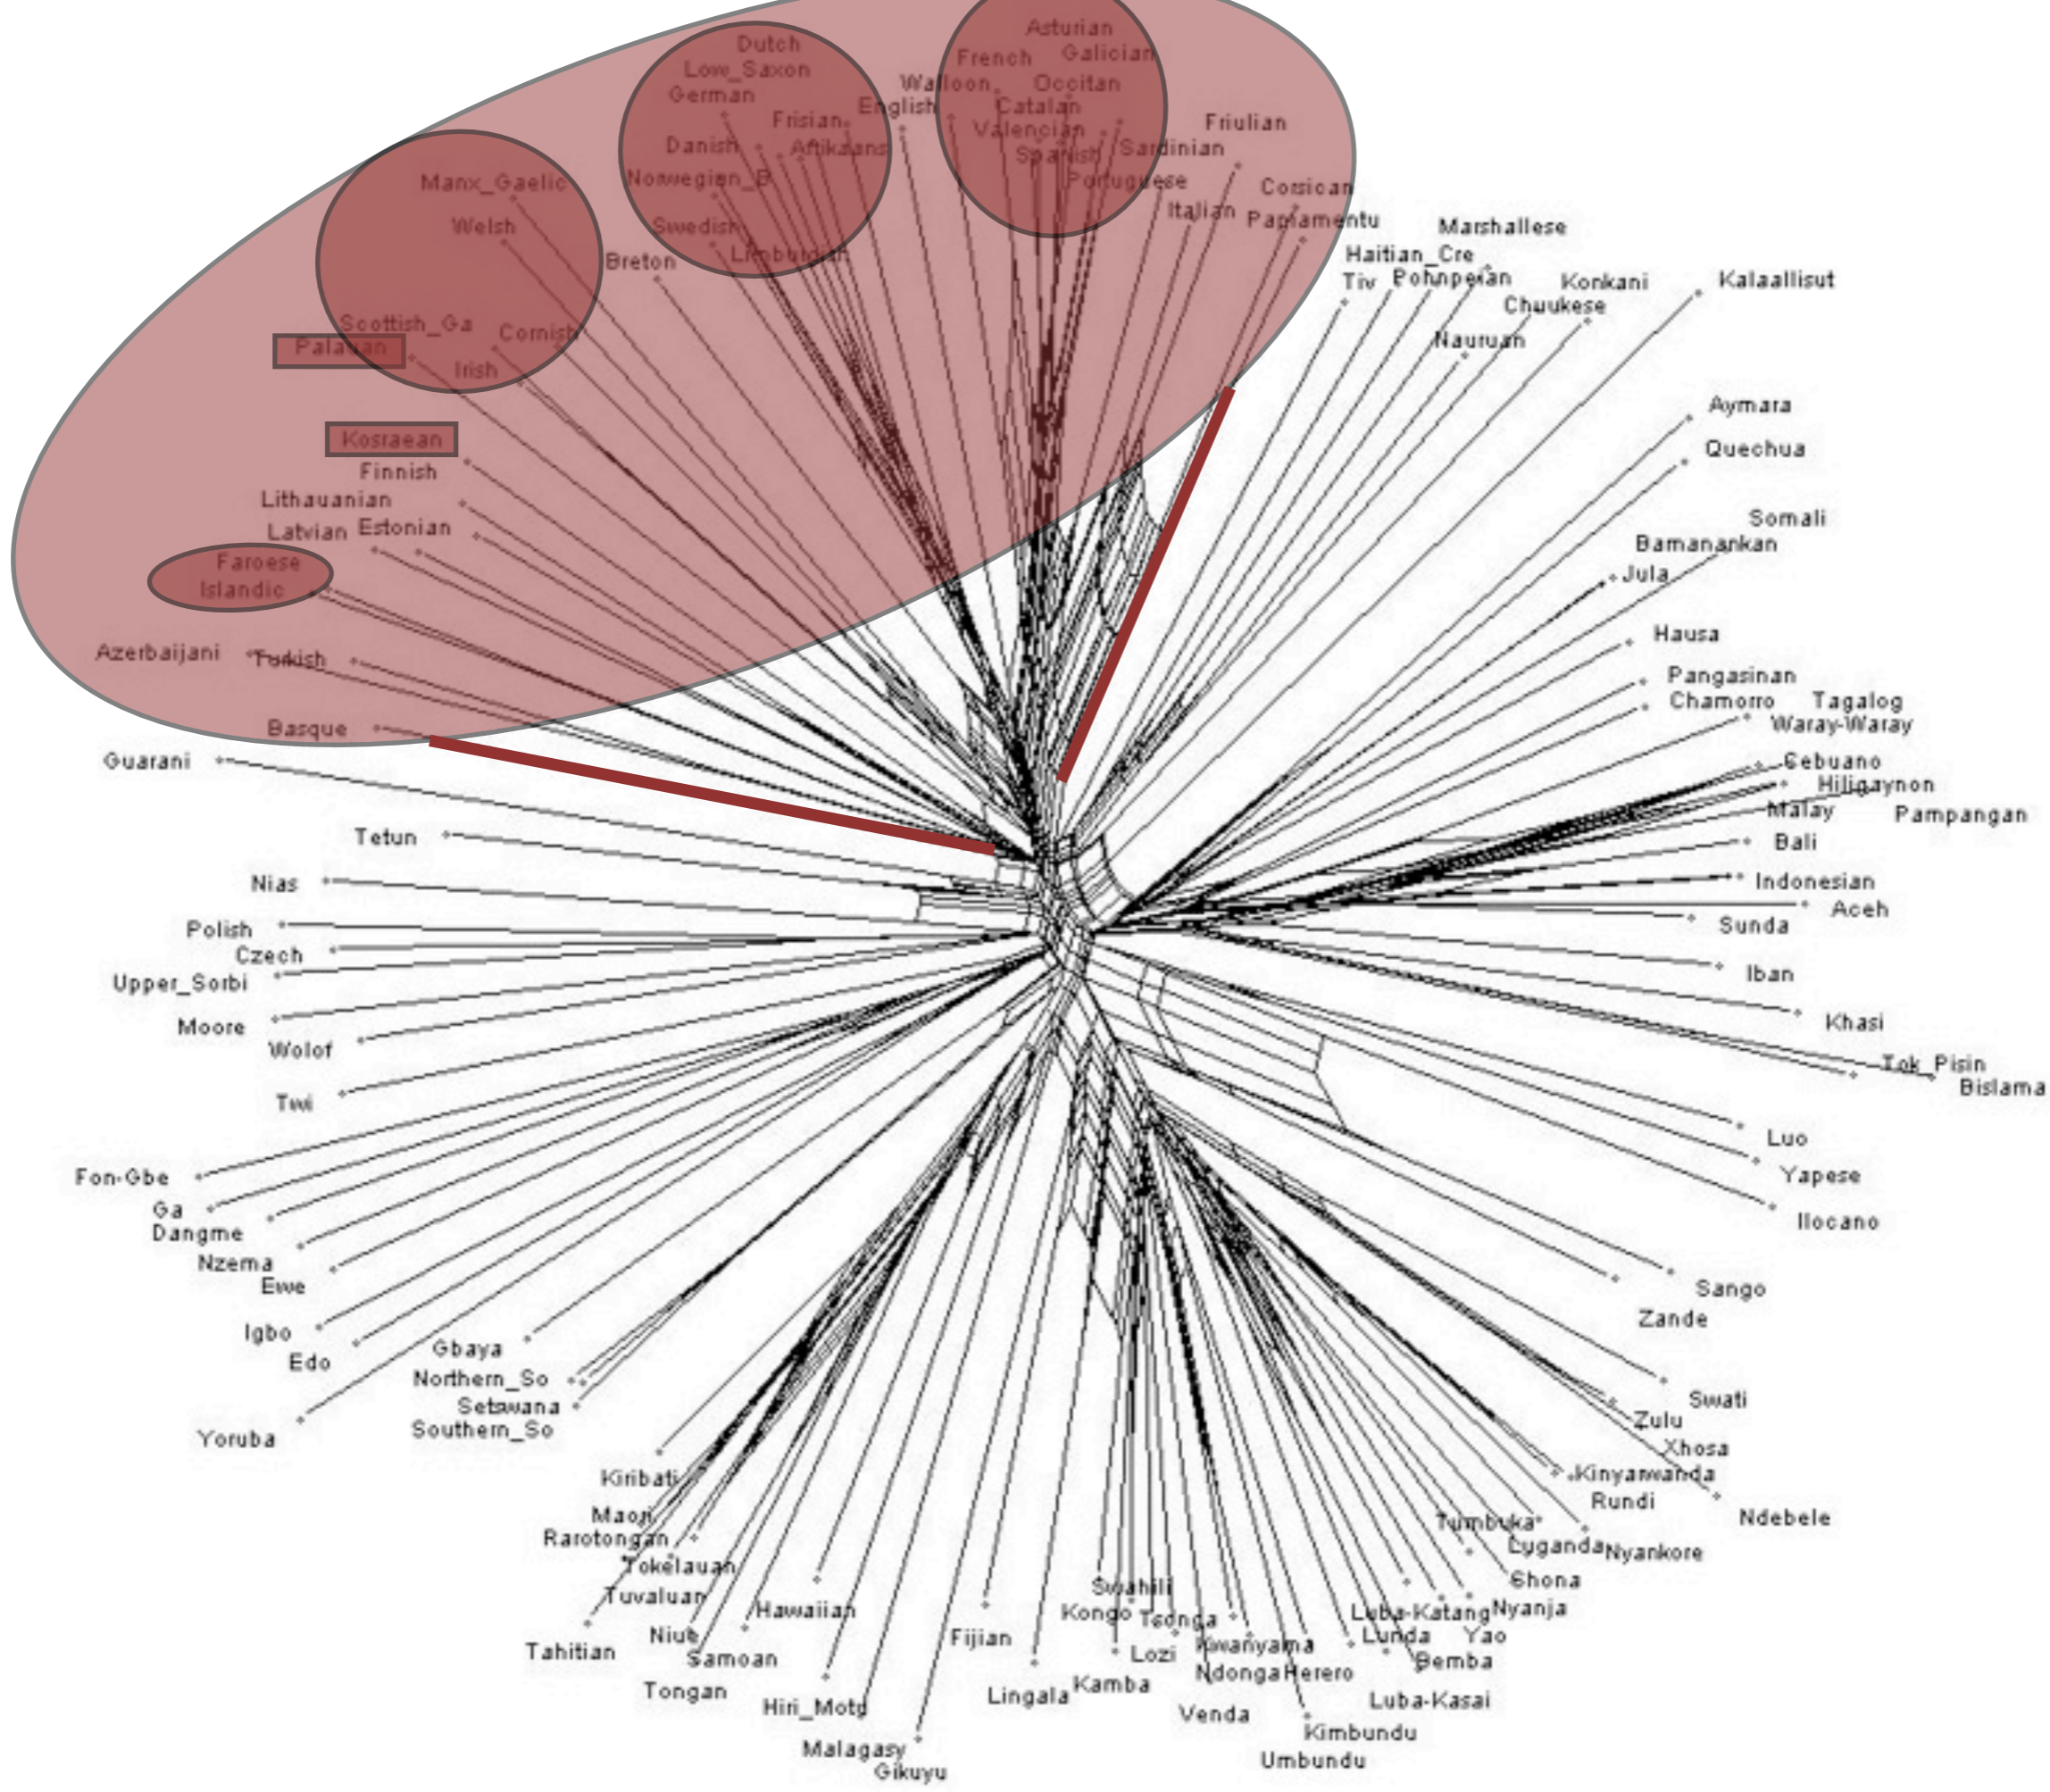 Asturian
Dutch
French
Galician
Low_Saxon
Walloon
Occitan
German
English
Catalan
Frisian
Friulian
Valencian
Danish
Afrikaans
Spanish
Sardinian
Manx_Gaelic
Norwegian_B
Portuguese
Corsican
Italian
Papiamentu
Welsh
Swedish
Marshallese
Limburgish
Haitian_Cre
Breton
Tiv
Pohnpeian
Konkani
Kalaallisut
Chuukese
Scottish_Ga
Cornish
Nauruan
Palauan
Irish
Aymara
Kosraean
Quechua
Finnish
Lithauanian
Somali
Latvian
Estonian
Bamanankan
Faroese
Jula
Islandic
Hausa
Azerbaijani
Turkish
Pangasinan
Chamorro
Tagalog
Basque
Waray-Waray
Guarani
Cebuano
Hiligaynon
Malay
Pampangan
Tetun
Bali
Nias
Indonesian
Aceh
Polish
Sunda
Czech
Iban
Upper_Sorbi
Moore
Khasi
Wolof
Tok_Pisin
Bislama
Twi
Luo
Fon-Gbe
Yapese
Ga
Ilocano
Dangme
Nzema
Ewe
Sango
Igbo
Zande
Gbaya
Edo
Northern_So
Swati
Setswana
Zulu
Southern_So
Yoruba
Xhosa
Kiribati
Kinyarwanda
Rundi
Maori
Ndebele
Tumbuka
Rarotongan
Luganda
Nyankore
Tokelauan
Shona
Swahili
Tuvaluan
Hawaiian
Kongo
Tsonga
Luba-Katang
Nyanja
Niue
Fijian
Kwanyama
Lunda
Yao
Tahitian
Samoan
Lozi
Bemba
Ndonga
Herero
Tongan
Lingala
Kamba
Luba-Kasai
Hiri_Motu
Venda
Kimbundu
Malagasy
Umbundu
Gikuyu